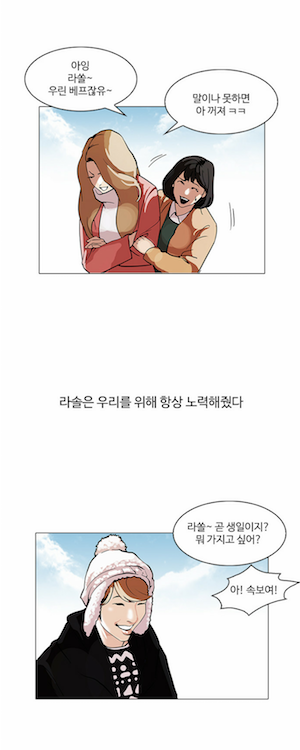 아잉
라쏠~
우린 베프잖유~
말이나 못하면
아 꺼져 ㅋㅋ
라솔은 우리를 위해 항상 노력해줬다
라쏠~ 곧 생일이지?
뭐 가지고 싶어?
아! 속보여!